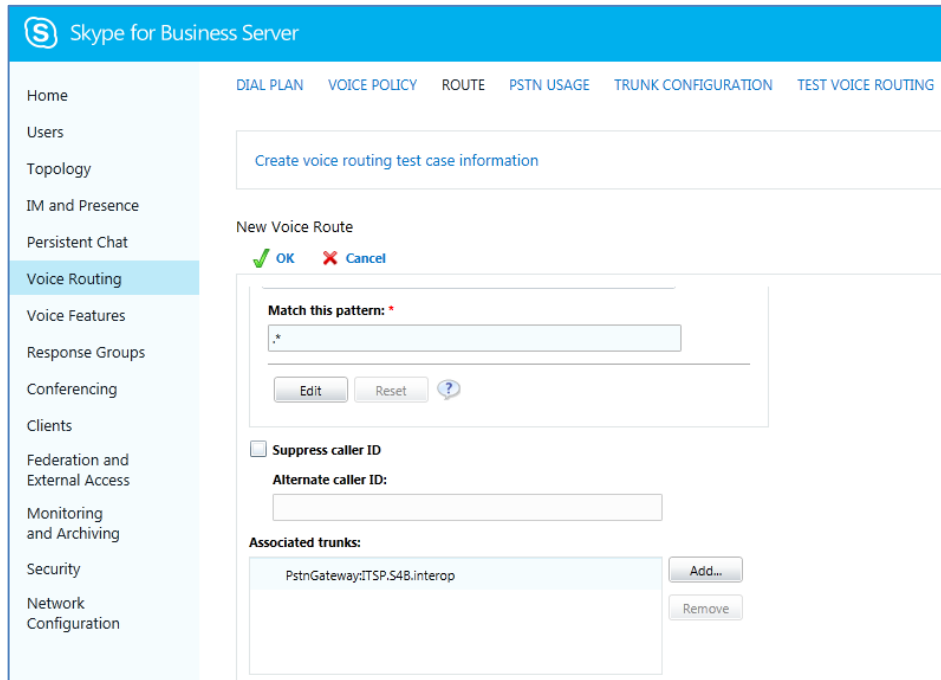 Skype for Business Server
Home
Users
Topology
IM and Presence
Persistent Chat
Voice Routing
Voice Features
Response Groups
Conferencing
Clients
Federation and
External Access
Monitoring
and Archiving
Security
Network
Configuration
DIAL PLAN VOICE POLICY ROUTE PSTN USAGE TRUNK CONFIGURATION TEST VOICE ROUTING
Create voice routing test case information
New Voice Route
OK Cancel
Match this pattern: *
.*
Edit Reset ?
Suppress caller ID
Alternate caller ID:
Associated trunks:
PstnGateway:ITSP.S4B.interop
Add...
Remove